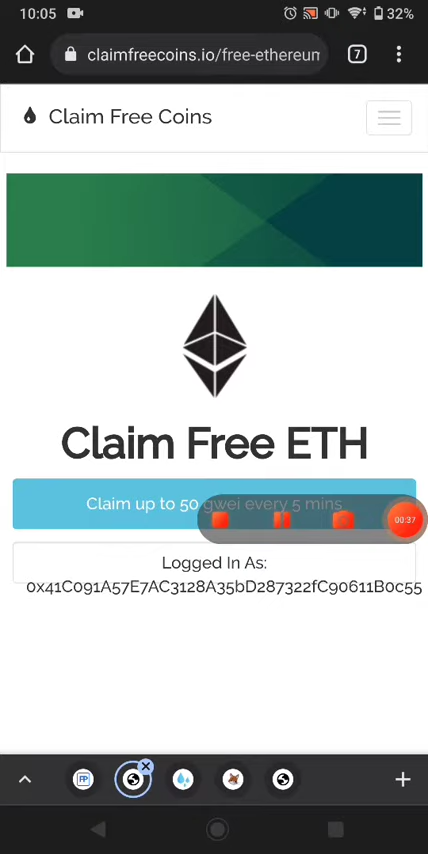 10:05 32%
claimfreecoins.io/free-ethereum 7
Claim Free Coins
Claim Free ETH
Claim up to 50 gwei every 5 mins
00:37
Logged In As:
0x41C091A57E7AC3128A35bD287322fC90611B0c55
FP